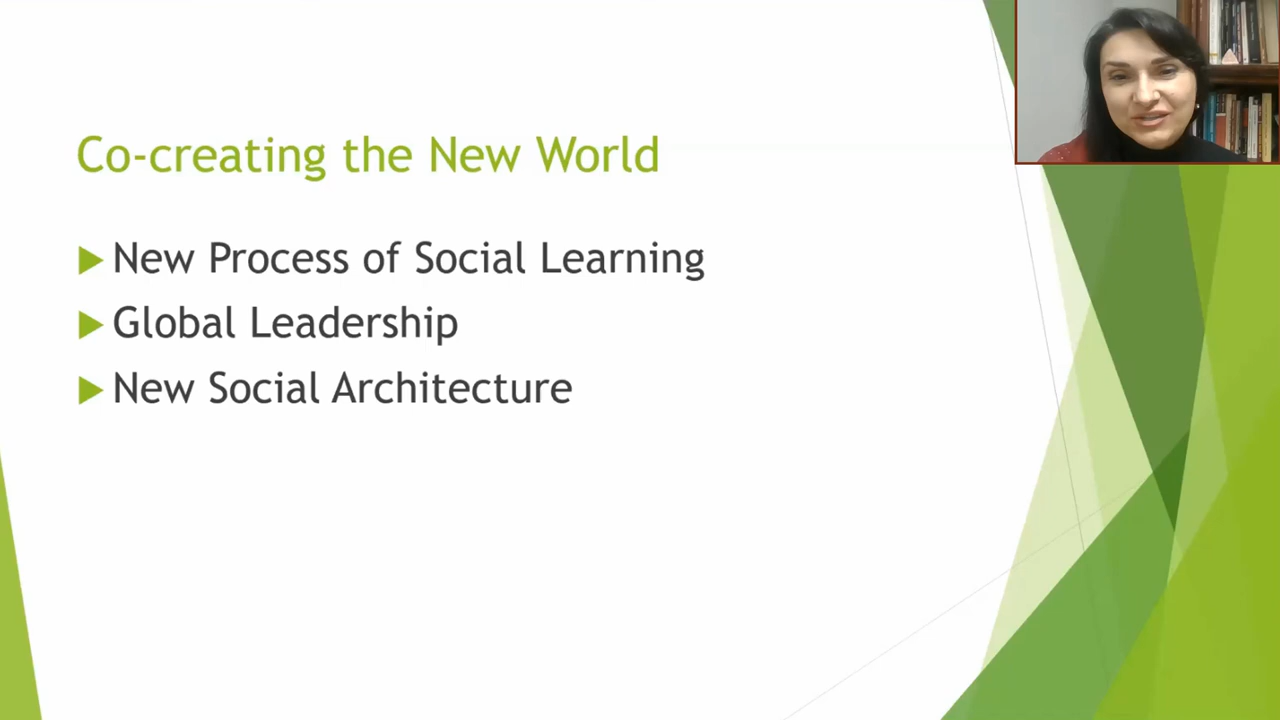 Co-creating the New World
New Process of Social Learning
Global Leadership
New Social Architecture